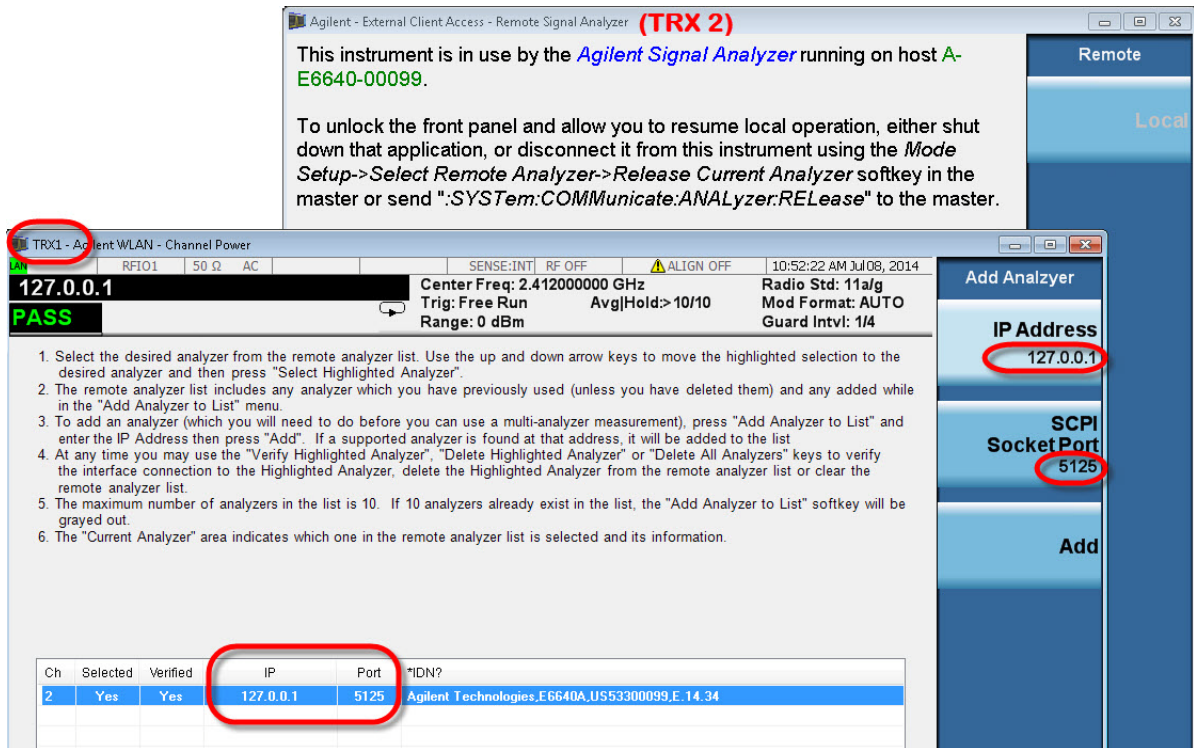 Agilent - External Client Access - Remote Signal Analyzer (TRX 2)
This instrument is in use by the Agilent Signal Analyzer running on host A-
E6640-00099.
To unlock the front panel and allow you to resume local operation, either shut
down that application, or disconnect it from this instrument using the Mode
Setup->Select Remote Analyzer->Release Current Analyzer softkey in the
master or send ":SYSTem:COMMunicate:ANALyzer:RELease" to the master.
Remote
Local
TRX1 - Agilent WLAN - Channel Power
LAN RFIO1 50 Ω AC SENSE:INT RF OFF ALIGN OFF 10:52:22 AM Jul 08, 2014
127.0.0.1
PASS
Center Freq: 2.412000000 GHz
Trig: Free Run Avg|Hold:>10/10
Range: 0 dBm
Radio Std: 11a/g
Mod Format: AUTO
Guard Intvl: 1/4
1. Select the desired analyzer from the remote analyzer list. Use the up and down arrow keys to move the highlighted selection to the
desired analyzer and then press "Select Highlighted Analyzer".
2. The remote analyzer list includes any analyzer which you have previously used (unless you have deleted them) and any added while
in the "Add Analyzer to List" menu.
3. To add an analyzer (which you will need to do before you can use a multi-analyzer measurement), press "Add Analyzer to List" and
enter the IP Address then press "Add". If a supported analyzer is found at that address, it will be added to the list
4. At any time you may use the "Verify Highlighted Analyzer", "Delete Highlighted Analyzer" or "Delete All Analyzers" keys to verify
the interface connection to the Highlighted Analyzer, delete the Highlighted Analyzer from the remote analyzer list or clear the
remote analyzer list.
5. The maximum number of analyzers in the list is 10. If 10 analyzers already exist in the list, the "Add Analyzer to List" softkey will be
grayed out.
6. The "Current Analyzer" area indicates which one in the remote analyzer list is selected and its information.
Ch Selected Verified IP Port *IDN?
2 Yes Yes 127.0.0.1 5125 Agilent Technologies,E6640A,US53300099,E.14.34
Add Analzyer
IP Address
127.0.0.1
SCPI
Socket Port
5125
Add